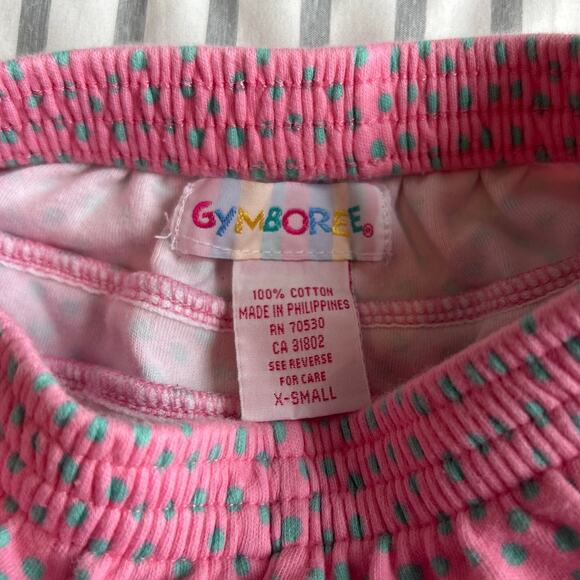 GYMBOREE®
100% COTTON
MADE IN PHILIPPINES
RN 70530
CA 31802
SEE REVERSE
FOR CARE
X-SMALL